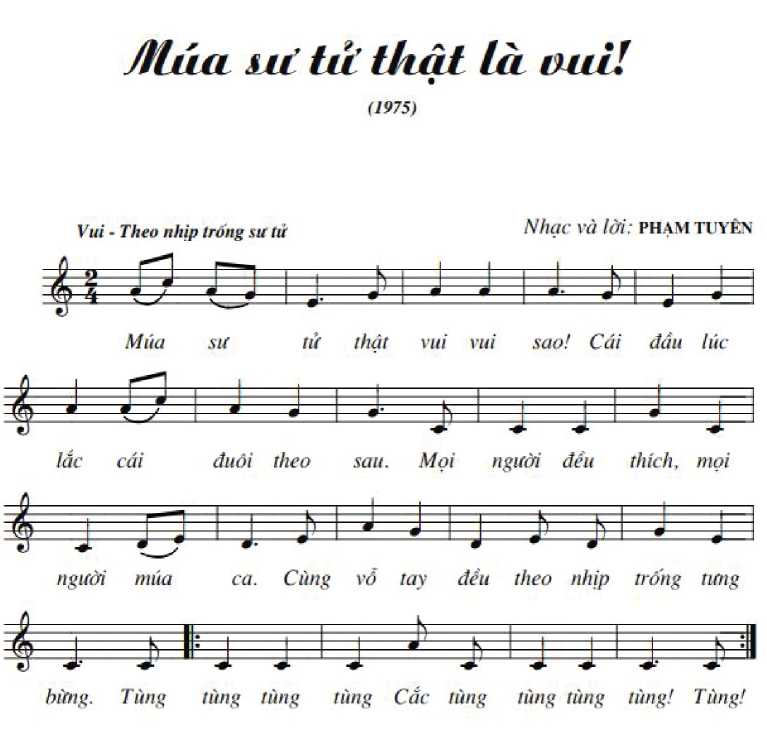 Múa sư tử thật là vui!
(1975)
Vui - Theo nhịp trống sư tử
Nhạc và lời: PHẠM TUYÊN
2
4
Múa sư tử thật vui vui sao! Cái đầu lúc
lắc cái đuôi theo sau. Mọi người đều thích, mọi
người múa ca. Cùng vỗ tay đều theo nhịp trống tưng
bừng. Tùng tùng tùng tùng Cắc tùng tùng tùng tùng! Tùng!